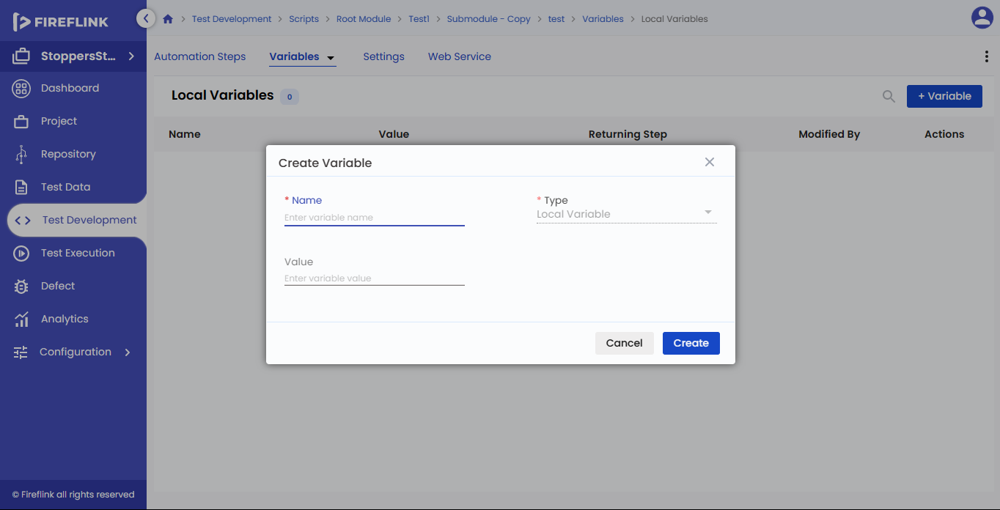 FIREFLINK
Test Development > Scripts > Root Module > Test1 > Submodule - Copy > test > Variables > Local Variables
StoppersSt...
Automation Steps Variables Settings Web Service
Dashboard
Project
Repository
Test Data
Test Development
Test Execution
Defect
Analytics
Configuration
© Fireflink all rights reserved
Local Variables 0
+ Variable
Name Value Returning Step Modified By Actions
Create Variable
* Name
Enter variable name
* Type
Local Variable
Value
Enter variable value
Cancel Create